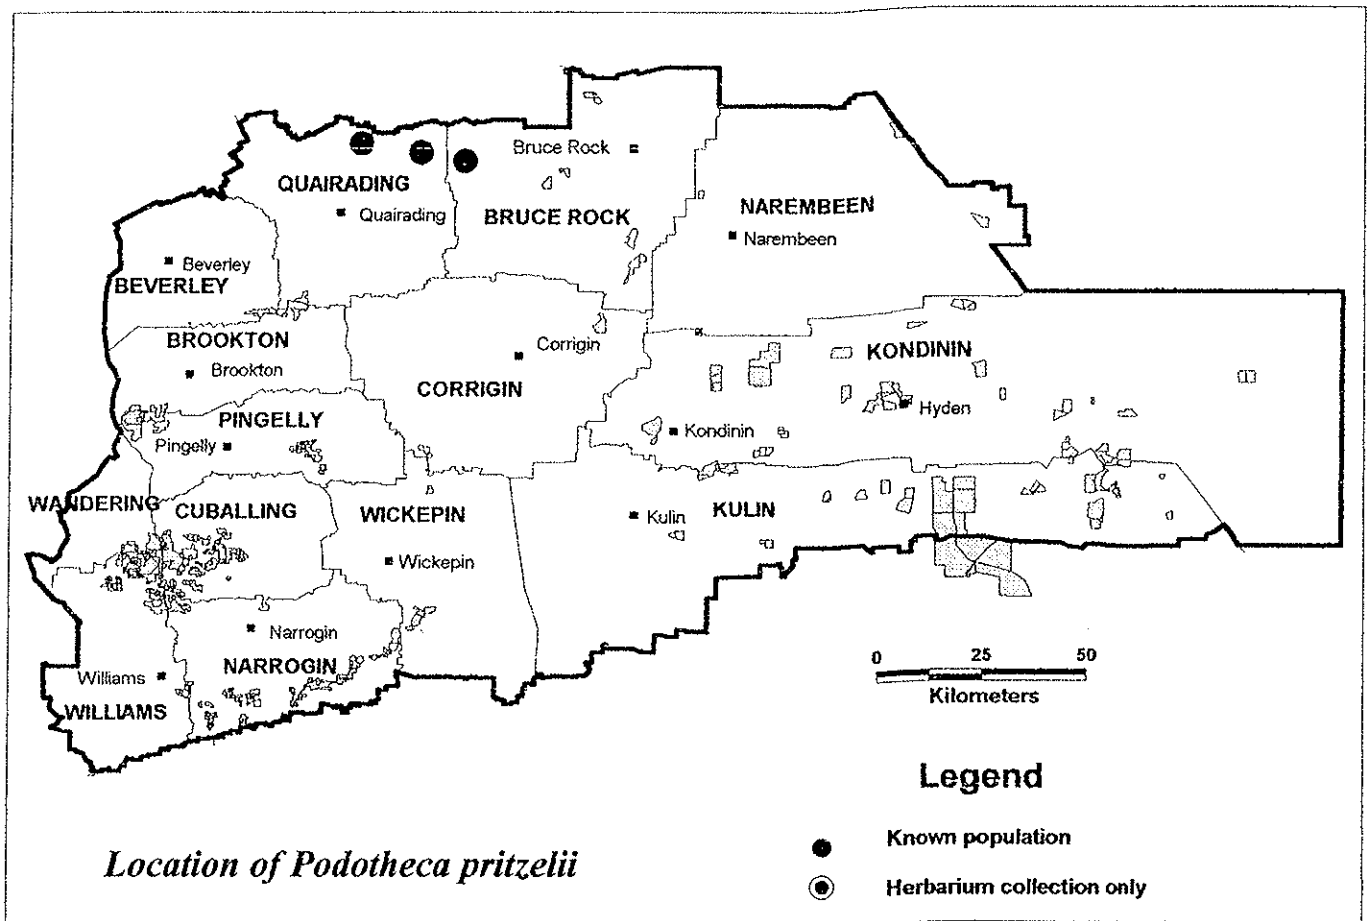 Bruce Rock
QUAIRADING
Quairading
BRUCE ROCK
NAREMBEEN
Narembeen
Beverley
BEVERLEY
BROOKTON
Brookton
Corrigin
CORRIGIN
KONDININ
Hyden
PINGELLY
Pingelly
Kondinin
WANDERING
CUBALLING
WICKEPIN
Kulin
KULIN
Wickepin
Narrogin
NARROGIN
Williams
WILLIAMS
0 25 50
Kilometers
Legend
Known population
Herbarium collection only
Location of Podotheca pritzelii